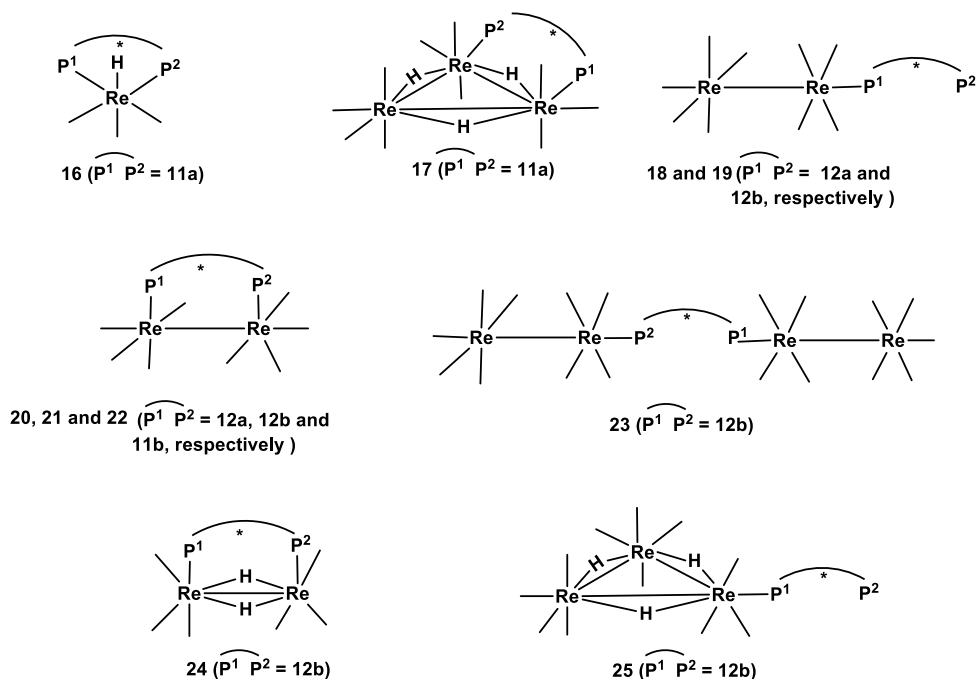 P² *
* P¹
P¹ H P² H H P¹ * P²
Re Re Re Re Re Re
H
16 (P¹ P² = 11a) 17 (P¹ P² = 11a) 18 and 19 (P¹ P² = 12a and
12b, respectively )
P¹ * P² *
Re Re Re Re P² P¹ Re Re
20, 21 and 22 (P¹ P² = 12a, 12b and 23 (P¹ P² = 12b)
11b, respectively )
P¹ * P² H Re H *
H
Re Re Re Re P¹ P²
H H
24 (P¹ P² = 12b) 25 (P¹ P² = 12b)